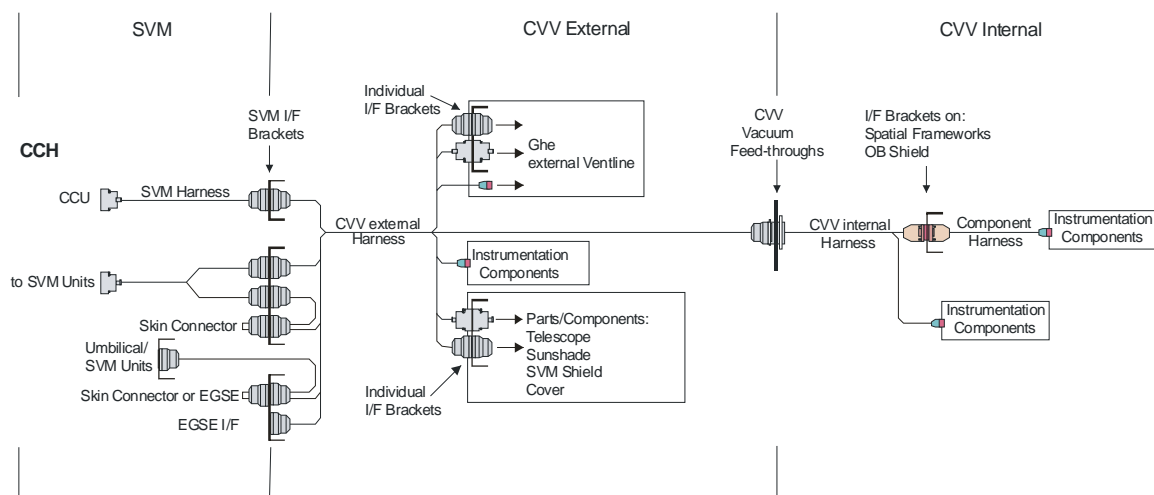 SVM
CVV External
CVV Internal
CCH
SVM I/F
Brackets
Individual
I/F Brackets
CVV
Vacuum
Feed-throughs
I/F Brackets on:
Spatial Frameworks
OB Shield
Ghe
external Ventline
CCU
SVM Harness
CVV external
Harness
CVV internal
Harness
Component
Harness
Instrumentation
Components
to SVM Units
Instrumentation
Components
Instrumentation
Components
Skin Connector
Umbilical/
SVM Units
Parts/Components:
Telescope
Sunshade
SVM Shield
Cover
Skin Connector or EGSE
Individual
I/F Brackets
EGSE I/F